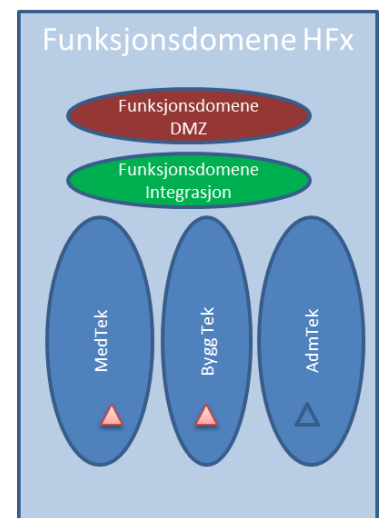 Funksjonsdomene HFx
Funksjonsdomene
DMZ
Funksjonsdomene
Integrasjon
MedTek
Bygg Tek
AdmTek